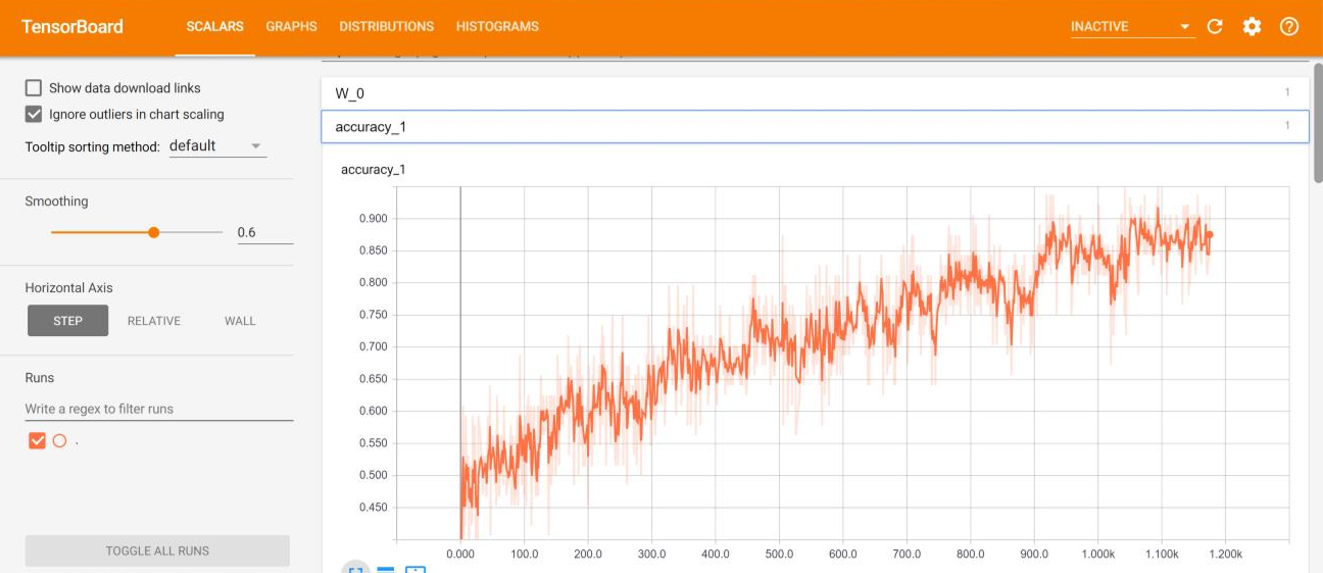 TensorBoard SCALARS GRAPHS DISTRIBUTIONS HISTOGRAMS INACTIVE
Show data download links
Ignore outliers in chart scaling
Tooltip sorting method: default
Smoothing
0.6
Horizontal Axis
STEP RELATIVE WALL
Runs
Write a regex to filter runs
.
TOGGLE ALL RUNS
W_0 1
accuracy_1 1
accuracy_1
0.900
0.850
0.800
0.750
0.700
0.650
0.600
0.550
0.500
0.450
0.000 100.0 200.0 300.0 400.0 500.0 600.0 700.0 800.0 900.0 1.000k 1.100k 1.200k